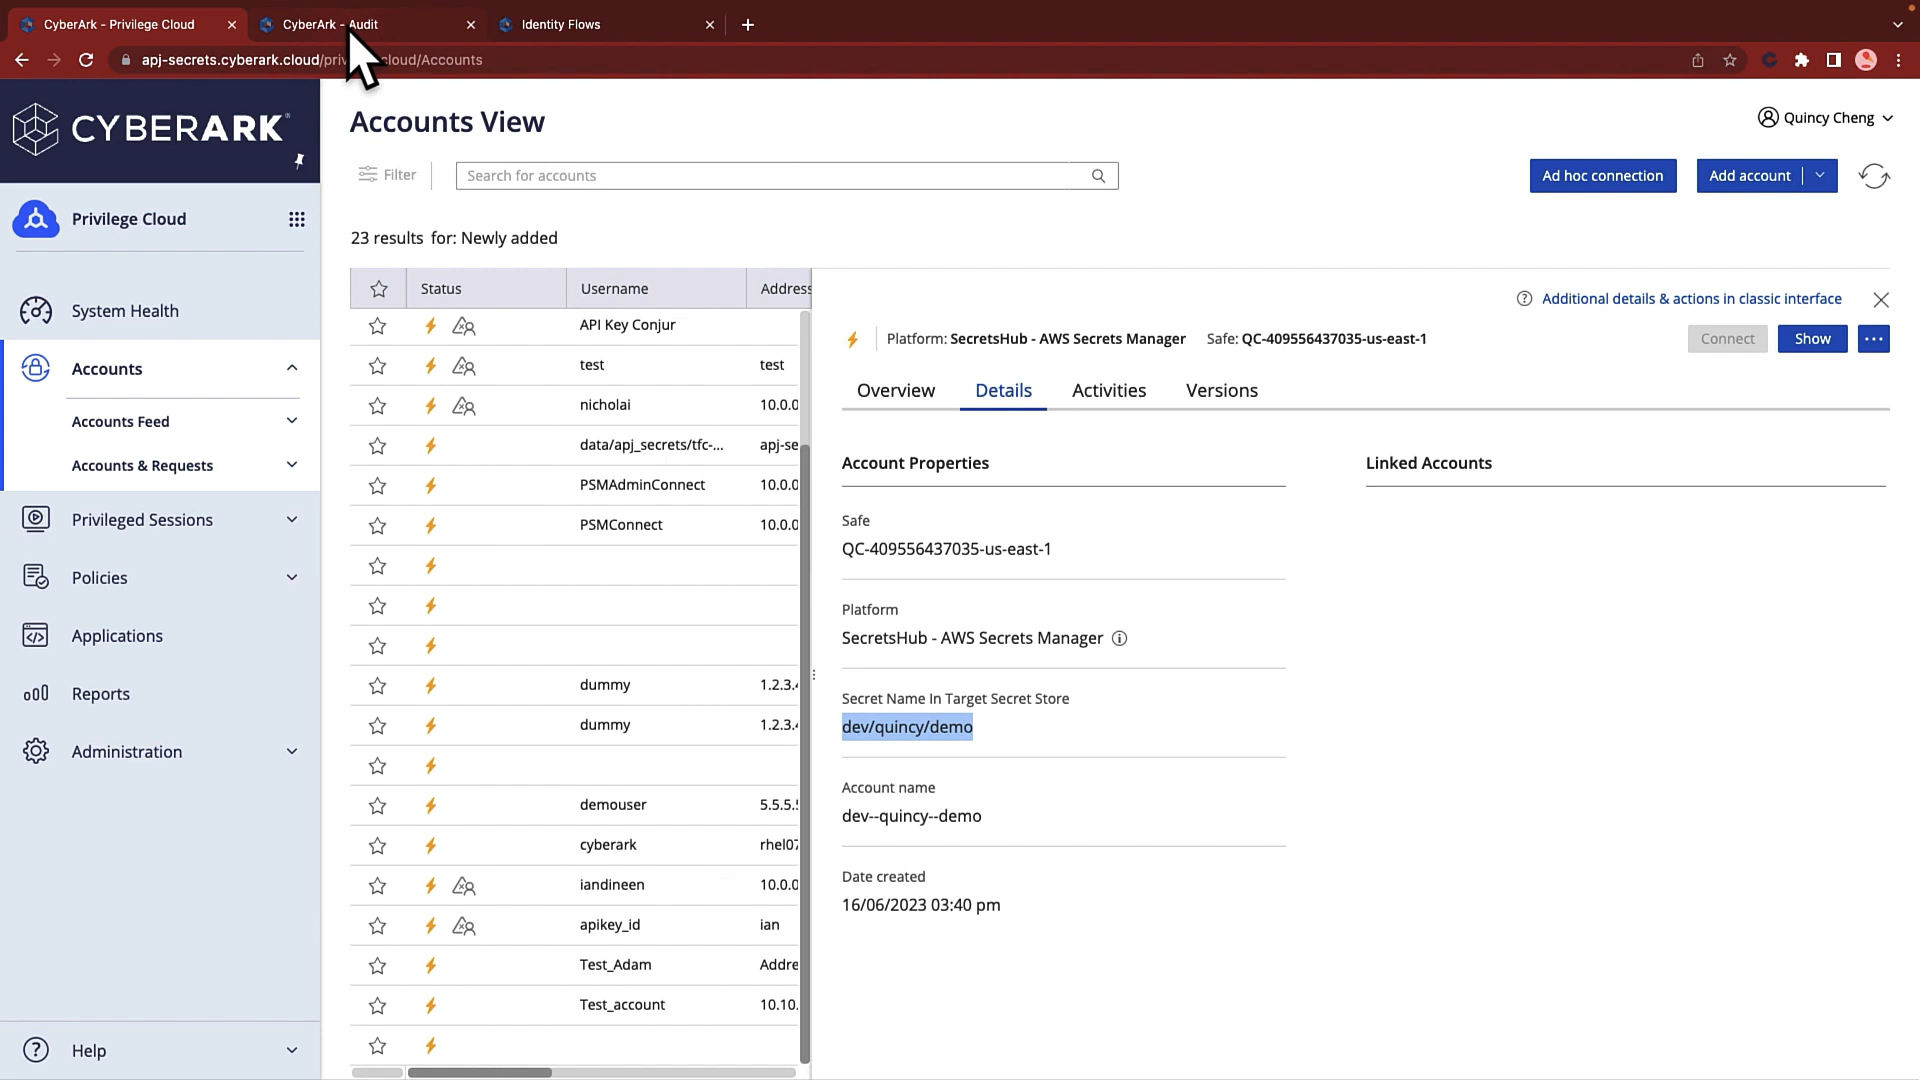 CyberArk - Privilege Cloud
CyberArk - Audit
Identity Flows
apj-secrets.cyberark.cloud/priv cloud/Accounts
CYBERARK®
Accounts View
Quincy Cheng
Filter
Search for accounts
Ad hoc connection
Add account
Privilege Cloud
23 results for: Newly added
System Health
Accounts
Accounts Feed
Accounts & Requests
Privileged Sessions
Policies
Applications
Reports
Administration
Help
Status Username Address
API Key Conjur
test test
nicholai 10.0.0
data/apj_secrets/tfc-... apj-se
PSMAdminConnect 10.0.0
PSMConnect 10.0.0
dummy 1.2.3.4
dummy 1.2.3.4
demouser 5.5.5.5
cyberark rhel07
iandineen 10.0.0
apikey_id ian
Test_Adam Addre
Test_account 10.10.
Additional details & actions in classic interface
Platform: SecretsHub - AWS Secrets Manager Safe: QC-409556437035-us-east-1
Connect
Show
Overview Details Activities Versions
Account Properties
Linked Accounts
Safe
QC-409556437035-us-east-1
Platform
SecretsHub - AWS Secrets Manager
Secret Name In Target Secret Store
dev/quincy/demo
Account name
dev--quincy--demo
Date created
16/06/2023 03:40 pm